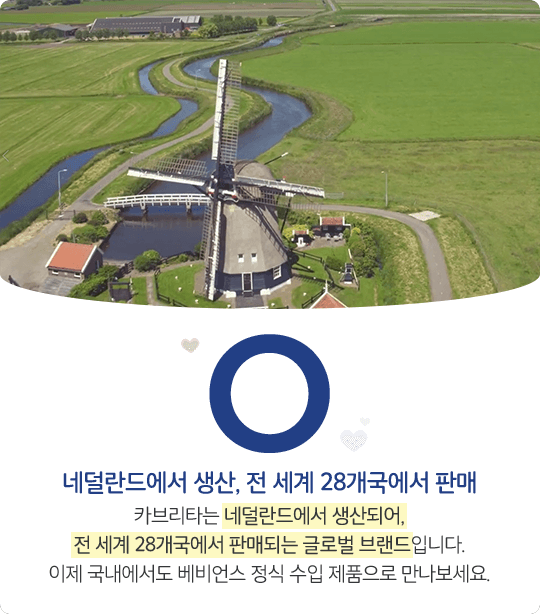 네덜란드에서 생산, 전 세계 28개국에서 판매
카브리타는 네덜란드에서 생산되어,
전 세계 28개국에서 판매되는 글로벌 브랜드입니다.
이제 국내에서도 베비언스 정식 수입 제품으로 만나보세요.